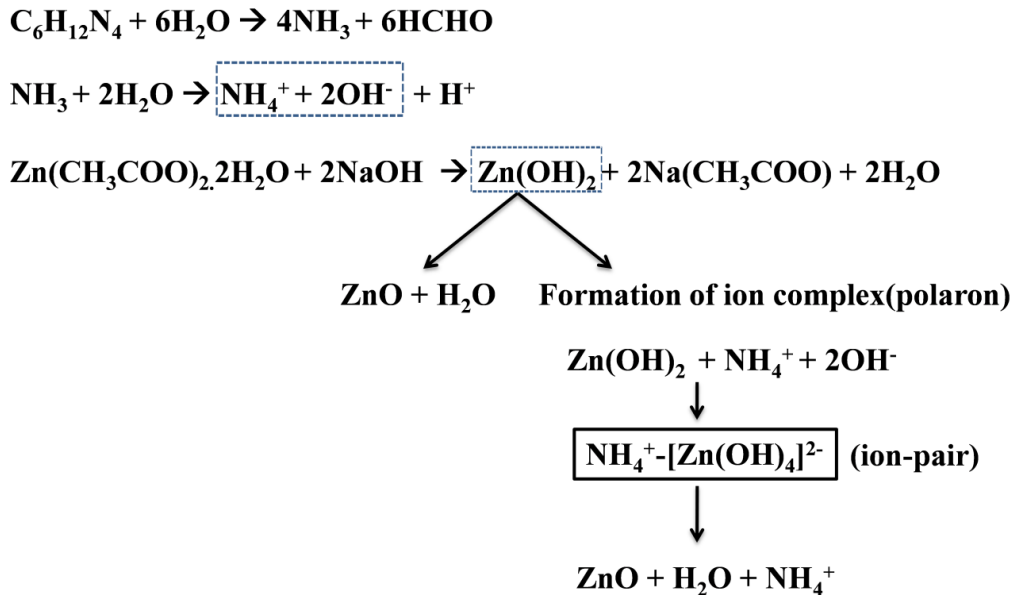 C₆H₁₂N₄ + 6H₂O → 4NH₃ + 6HCHO
NH₃ + 2H₂O → NH₄⁺ + 2OH⁻ + H⁺
Zn(CH₃COO)₂.2H₂O + 2NaOH → Zn(OH)₂ + 2Na(CH₃COO) + 2H₂O
ZnO + H₂O Formation of ion complex(polaron)
Zn(OH)₂ + NH₄⁺ + 2OH⁻
NH₄⁺-[Zn(OH)₄]²⁻ (ion-pair)
ZnO + H₂O + NH₄⁺